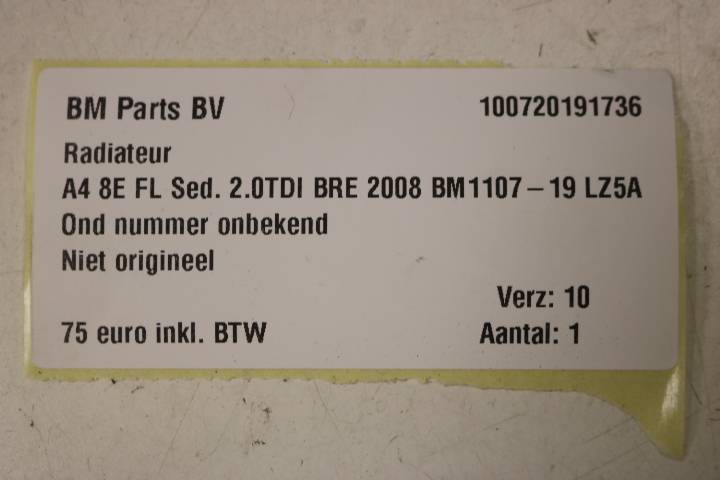 BM Parts BV 100720191736
Radiateur
A4 8E FL Sed. 2.0TDI BRE 2008 BM1107-19 LZ5A
Ond nummer onbekend
Niet origineel
Verz: 10
75 euro inkl. BTW Aantal: 1